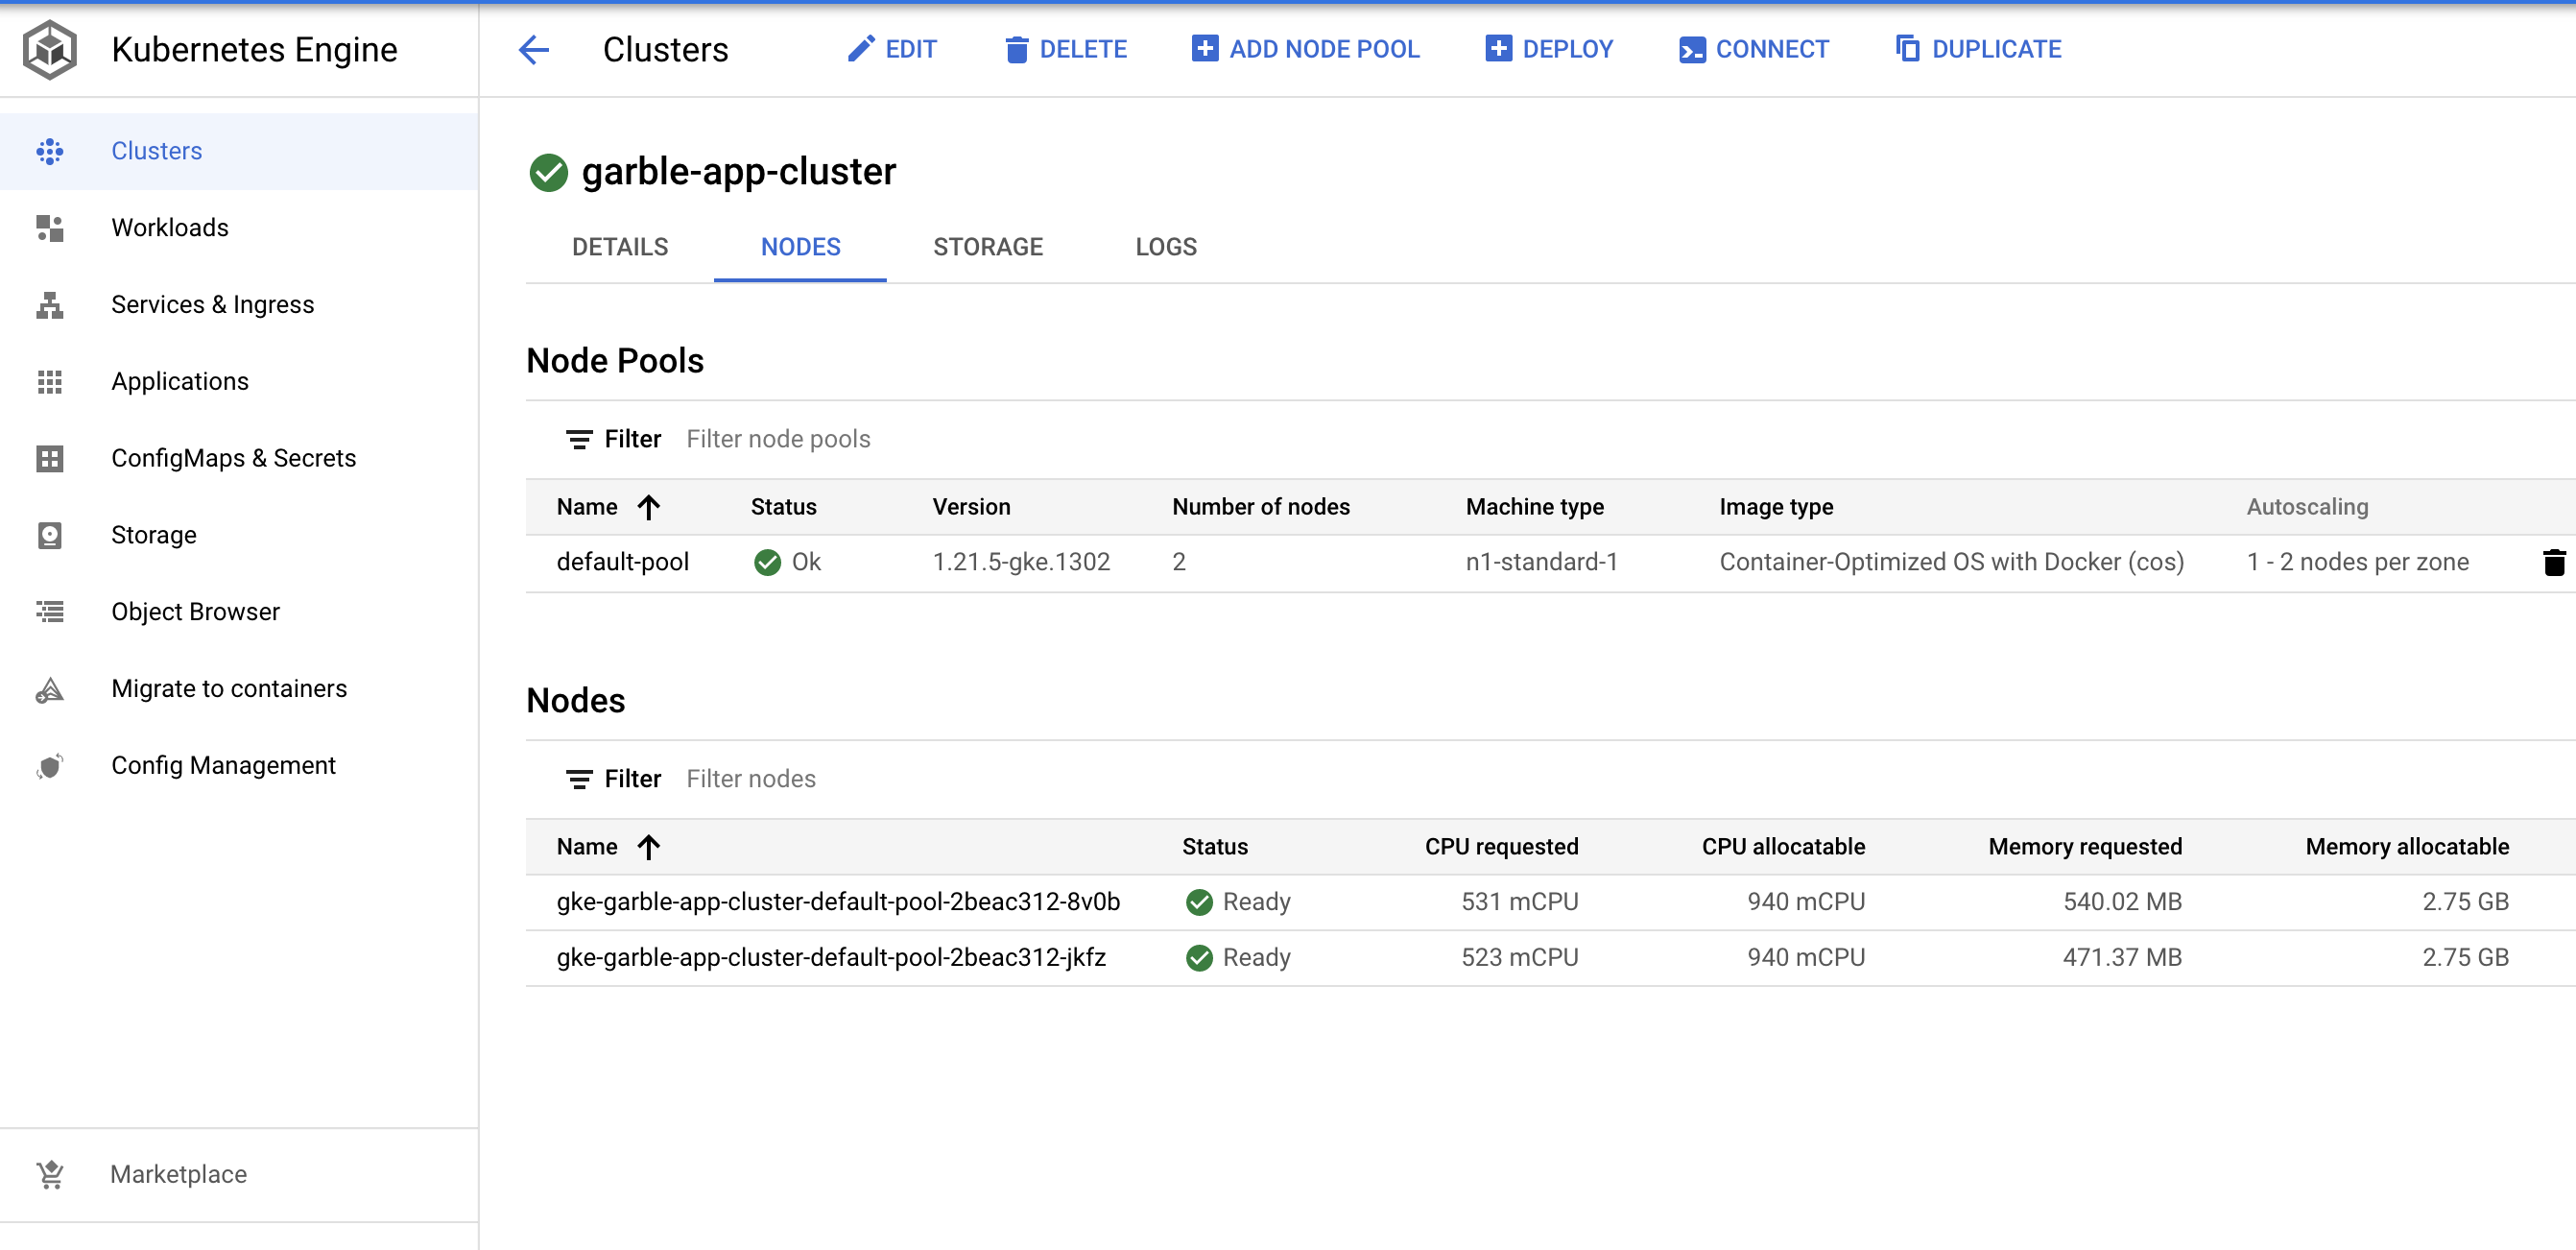 Kubernetes Engine
Clusters EDIT DELETE ADD NODE POOL DEPLOY CONNECT DUPLICATE
Clusters
Workloads
Services & Ingress
Applications
ConfigMaps & Secrets
Storage
Object Browser
Migrate to containers
Config Management
Marketplace
garble-app-cluster
DETAILS NODES STORAGE LOGS
Node Pools
Filter Filter node pools
Name Status Version Number of nodes Machine type Image type Autoscaling
default-pool Ok 1.21.5-gke.1302 2 n1-standard-1 Container-Optimized OS with Docker (cos) 1 - 2 nodes per zone
Nodes
Filter Filter nodes
Name Status CPU requested CPU allocatable Memory requested Memory allocatable
gke-garble-app-cluster-default-pool-2beac312-8v0b Ready 531 mCPU 940 mCPU 540.02 MB 2.75 GB
gke-garble-app-cluster-default-pool-2beac312-jkfz Ready 523 mCPU 940 mCPU 471.37 MB 2.75 GB